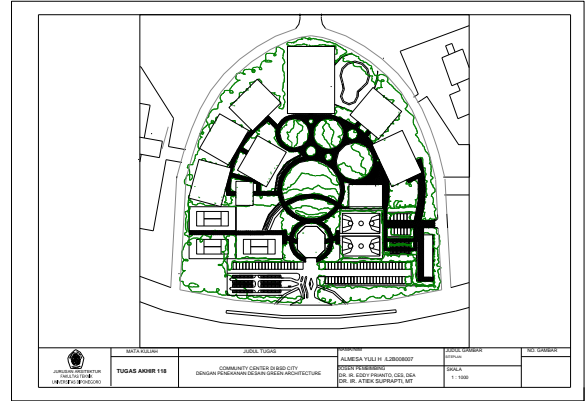 JURUSAN ARSITEKTUR
FAKULTAS TEKNIK
UNIVERSITAS DIPONEGORO
MATA KULIAH
TUGAS AKHIR 118
JUDUL TUGAS
COMMUNITY CENTER DI BSD CITY
DENGAN PENEKANAN DESAIN GREEN ARCHITECTURE
ALMESA YULI H /L2B008007
DOSEN PEMBIMBING
DR. IR. EDDY PRIANTO, CES, DEA
DR. IR. ATIEK SUPRAPTI, MT
JUDUL GAMBAR
SITEPLAN
SKALA
1 : 1000
NO. GAMBAR